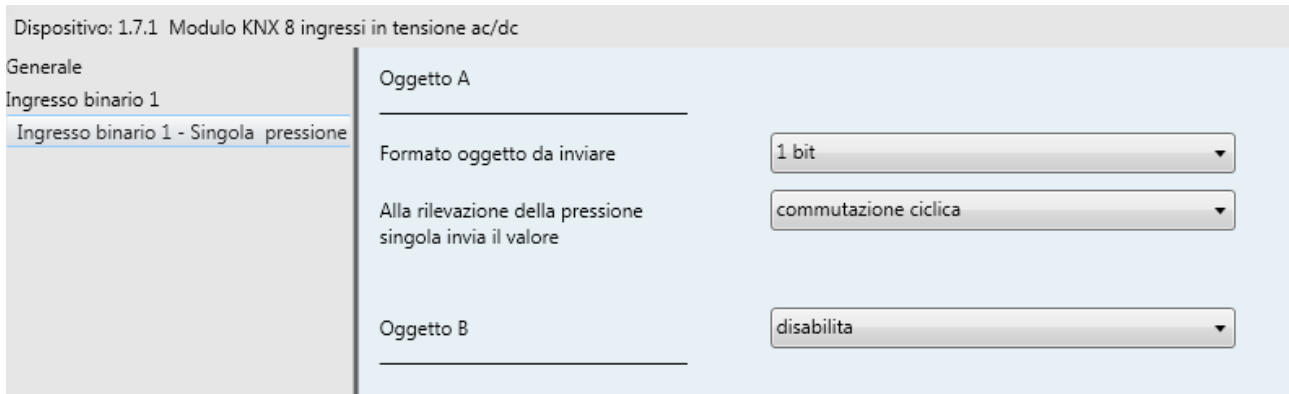 Dispositivo: 1.7.1  Modulo KNX 8 ingressi in tensione ac/dc
Generale
Ingresso binario 1
Ingresso binario 1 - Singola  pressione
Oggetto A
Formato oggetto da inviare
1 bit
Alla rilevazione della pressione
singola invia il valore
commutazione ciclica
Oggetto B
disabilita